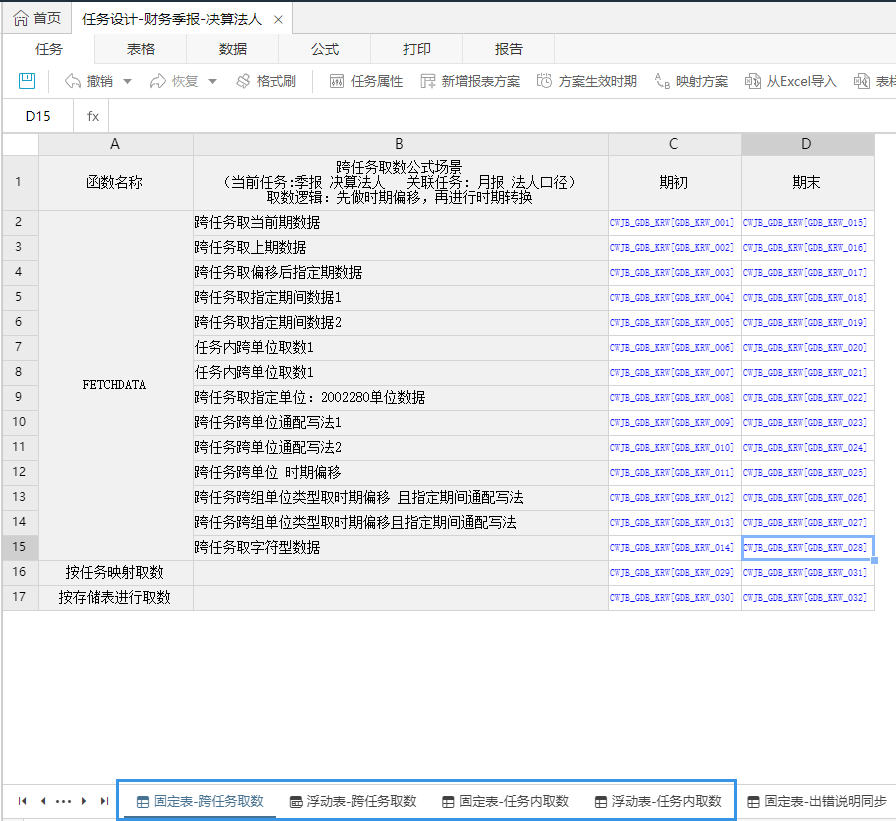 首页 任务设计-财务季报-决算法人 ×
任务 表格 数据 公式 打印 报告
撤销 恢复 格式刷 任务属性 新增报表方案 方案生效时期 映射方案 从Excel导入 表样
D15 fx
A B C D
1 函数名称 跨任务取数公式场景 期初 期末
（当前任务:季报 决算法人 关联任务: 月报 法人口径）
取数逻辑: 先做时期偏移，再进行时期转换
2 跨任务取当前期数据 CWJB_GDB_KRW[GDB_KRW_001] CWJB_GDB_KRW[GDB_KRW_015]
3 跨任务取上期数据 CWJB_GDB_KRW[GDB_KRW_002] CWJB_GDB_KRW[GDB_KRW_016]
4 跨任务取偏移后指定期数据 CWJB_GDB_KRW[GDB_KRW_003] CWJB_GDB_KRW[GDB_KRW_017]
5 跨任务取指定期间数据1 CWJB_GDB_KRW[GDB_KRW_004] CWJB_GDB_KRW[GDB_KRW_018]
6 跨任务取指定期间数据2 CWJB_GDB_KRW[GDB_KRW_005] CWJB_GDB_KRW[GDB_KRW_019]
7 任务内跨单位取数1 CWJB_GDB_KRW[GDB_KRW_006] CWJB_GDB_KRW[GDB_KRW_020]
8 FETCHDATA 任务内跨单位取数1 CWJB_GDB_KRW[GDB_KRW_007] CWJB_GDB_KRW[GDB_KRW_021]
9 跨任务取指定单位: 2002280单位数据 CWJB_GDB_KRW[GDB_KRW_008] CWJB_GDB_KRW[GDB_KRW_022]
10 跨任务跨单位通配写法1 CWJB_GDB_KRW[GDB_KRW_009] CWJB_GDB_KRW[GDB_KRW_023]
11 跨任务跨单位通配写法2 CWJB_GDB_KRW[GDB_KRW_010] CWJB_GDB_KRW[GDB_KRW_024]
12 跨任务跨单位 时期偏移 CWJB_GDB_KRW[GDB_KRW_011] CWJB_GDB_KRW[GDB_KRW_025]
13 跨任务跨组单位类型取时期偏移 且指定期间通配写法 CWJB_GDB_KRW[GDB_KRW_012] CWJB_GDB_KRW[GDB_KRW_026]
14 跨任务跨组单位类型取时期偏移且指定期间通配写法 CWJB_GDB_KRW[GDB_KRW_013] CWJB_GDB_KRW[GDB_KRW_027]
15 跨任务取字符型数据 CWJB_GDB_KRW[GDB_KRW_014] CWJB_GDB_KRW[GDB_KRW_028]
16 按任务映射取数 CWJB_GDB_KRW[GDB_KRW_029] CWJB_GDB_KRW[GDB_KRW_031]
17 按存储表进行取数 CWJB_GDB_KRW[GDB_KRW_030] CWJB_GDB_KRW[GDB_KRW_032]
固定表-跨任务取数 浮动表-跨任务取数 固定表-任务内取数 浮动表-任务内取数 固定表-出错说明同步